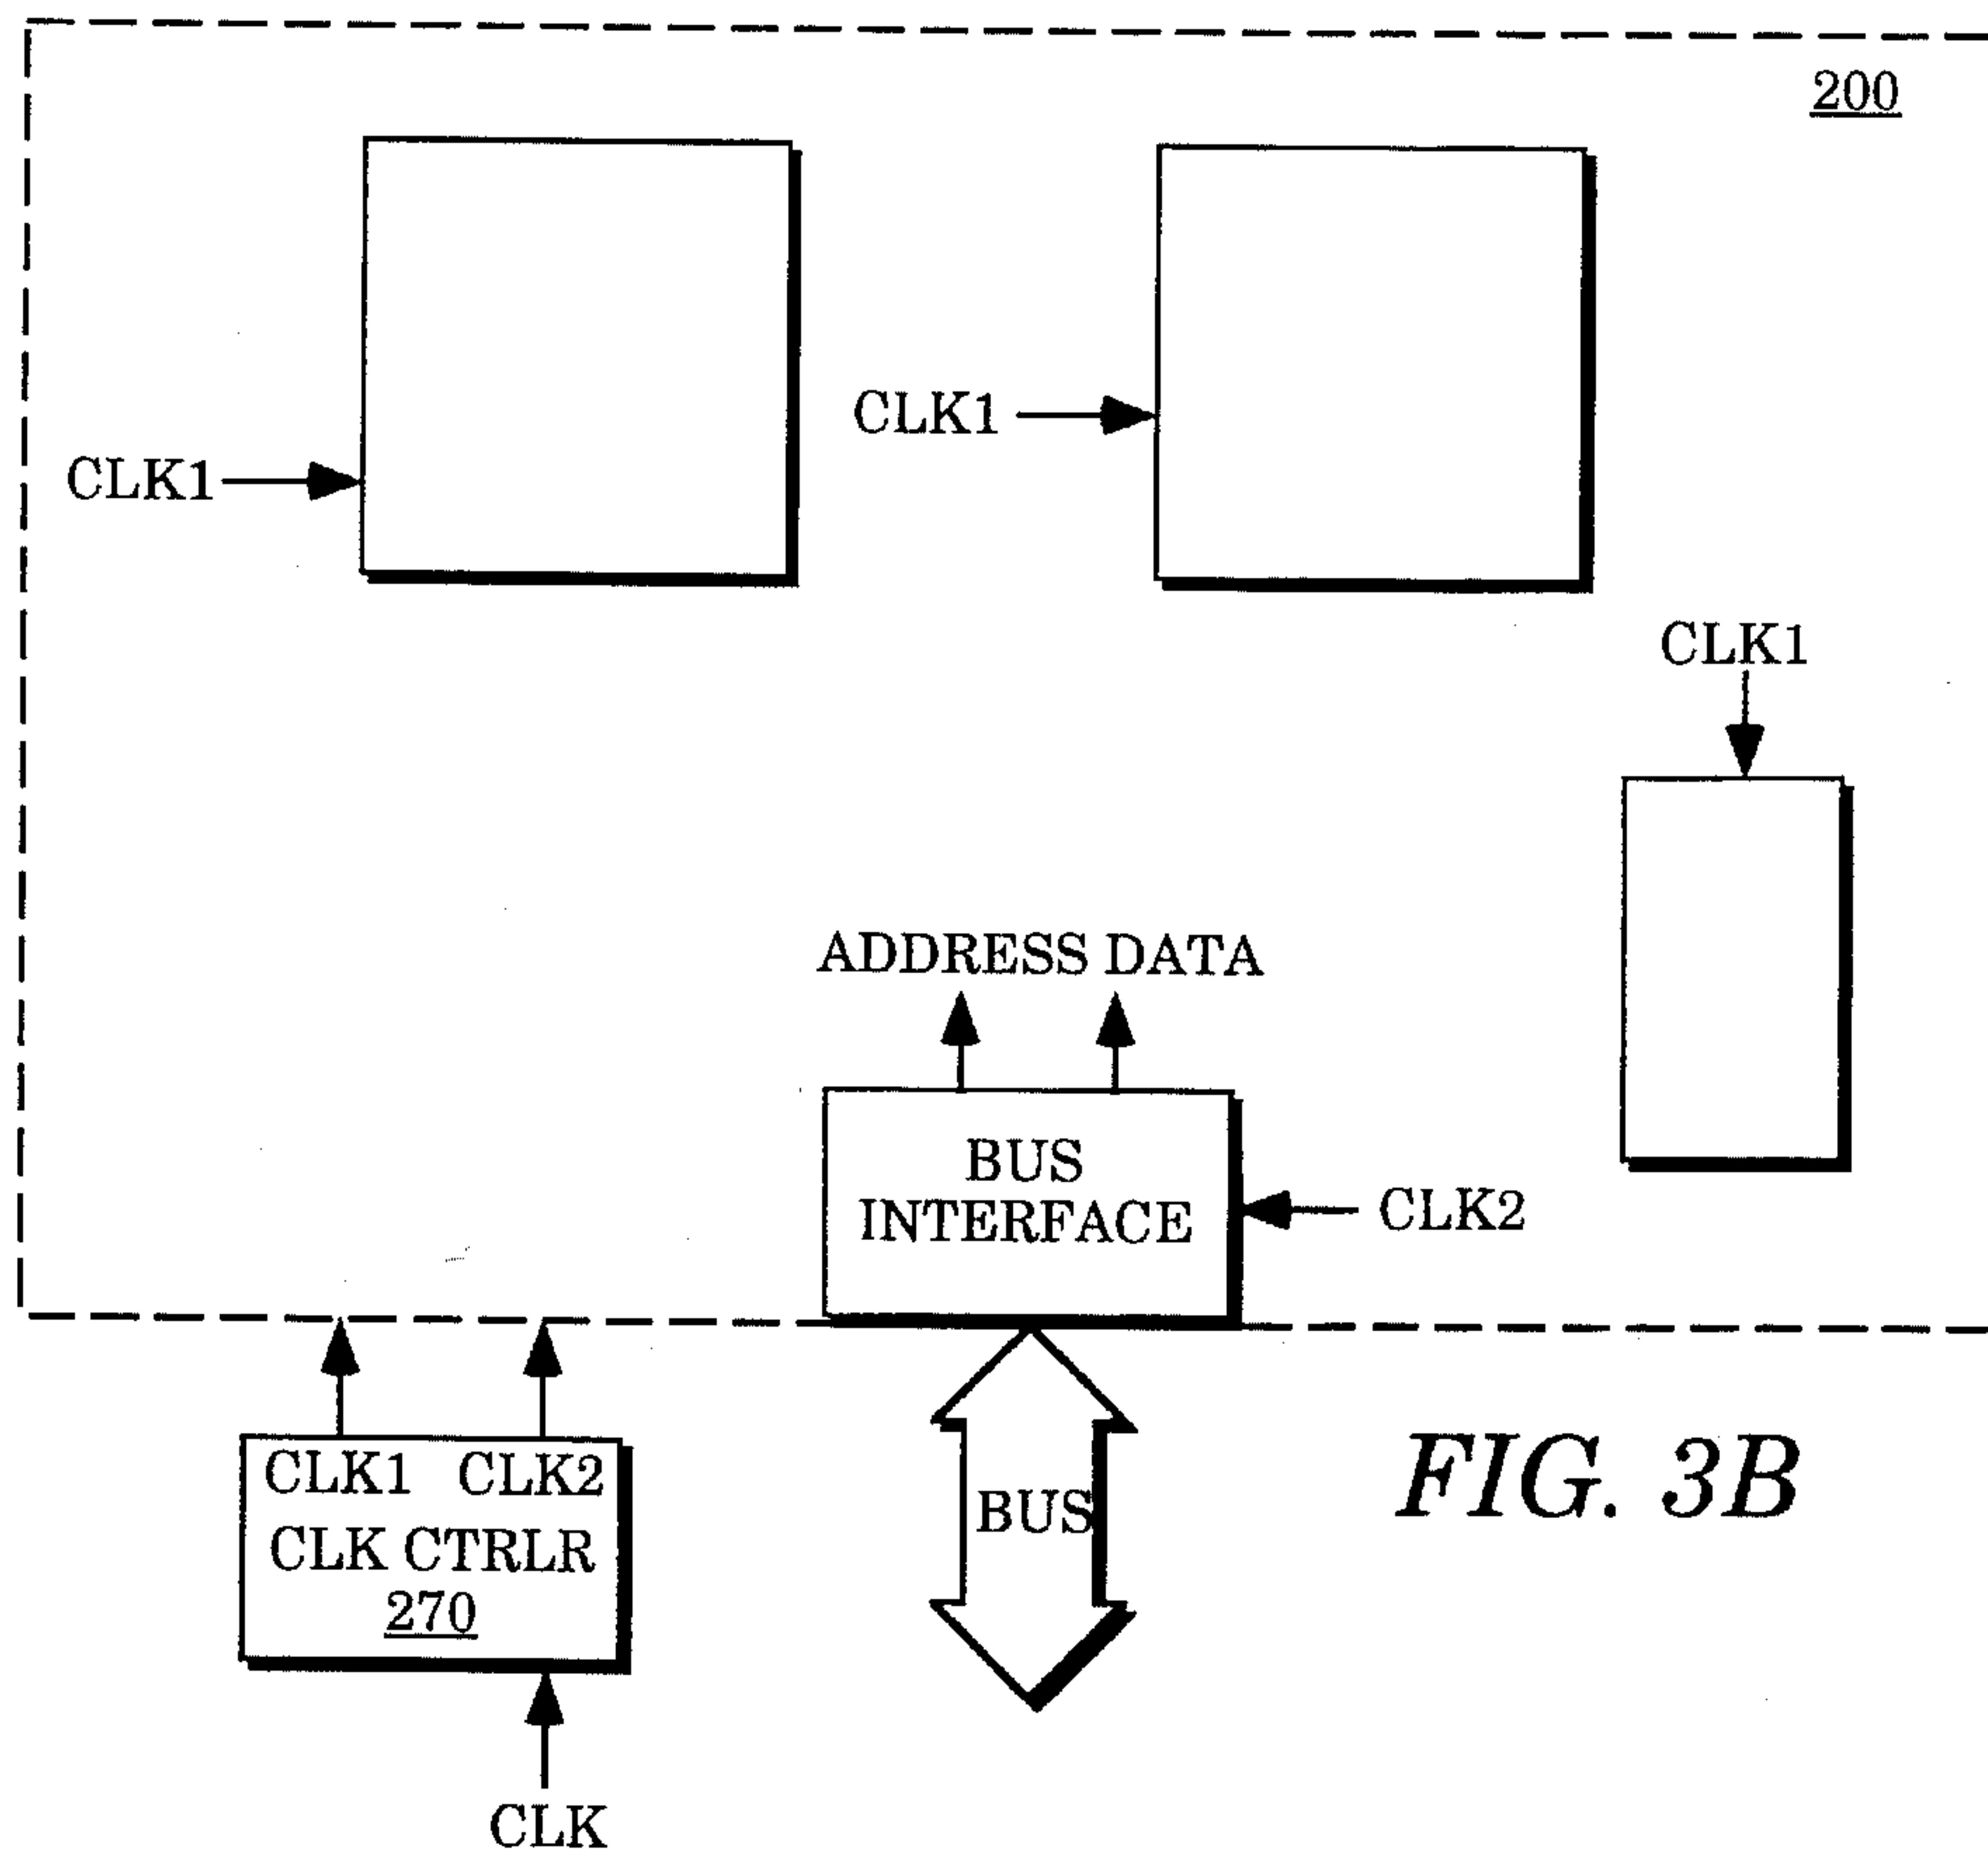 200
CLK1
CLK1
CLK1
ADDRESS DATA
BUS
INTERFACE
CLK2
CLK1 CLK2
CLK CTRLR
270
BUS
FIG. 3B
CLK